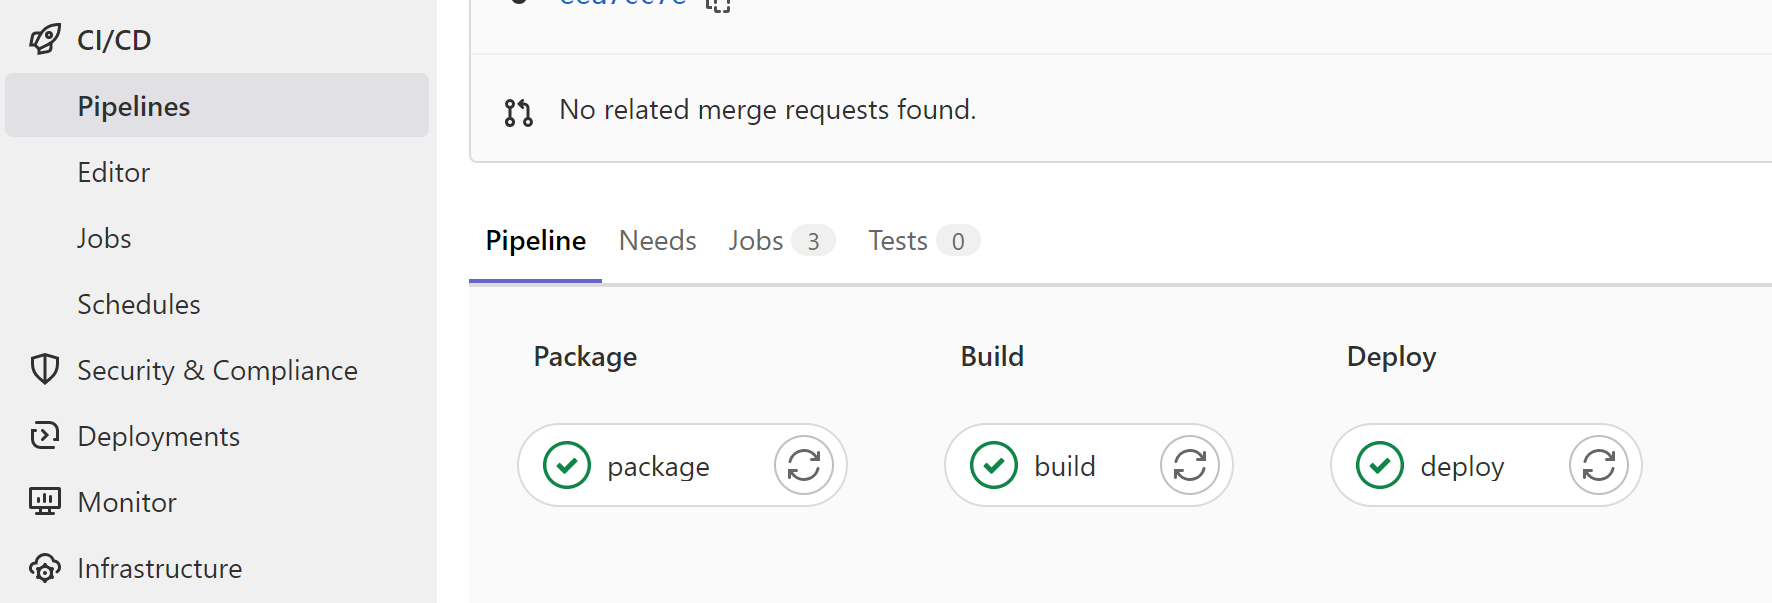 CI/CD
Pipelines
Editor
Jobs
Schedules
Security & Compliance
Deployments
Monitor
Infrastructure
No related merge requests found.
Pipeline Needs Jobs 3 Tests 0
Package Build Deploy
package build deploy